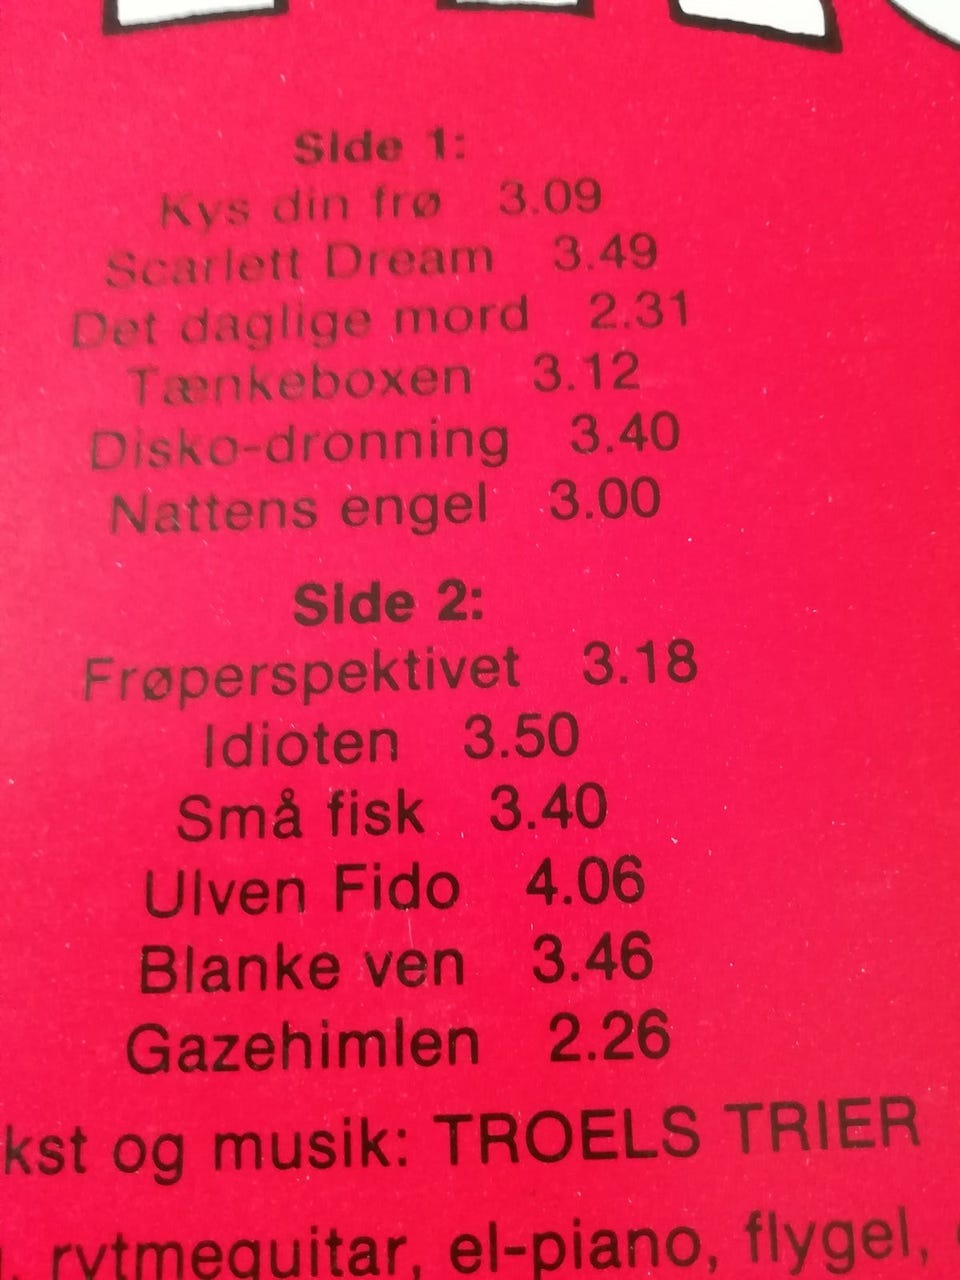 Side 1:
Kys din frø 3.09
Scarlett Dream 3.49
Det daglige mord 2.31
Tænkeboxen 3.12
Disko-dronning 3.40
Nattens engel 3.00
Side 2:
Frøperspektivet 3.18
Idioten 3.50
Små fisk 3.40
Ulven Fido 4.06
Blanke ven 3.46
Gazehimlen 2.26
kst og musik: TROELS TRIER
, rytmeguitar, el-piano, flygel,